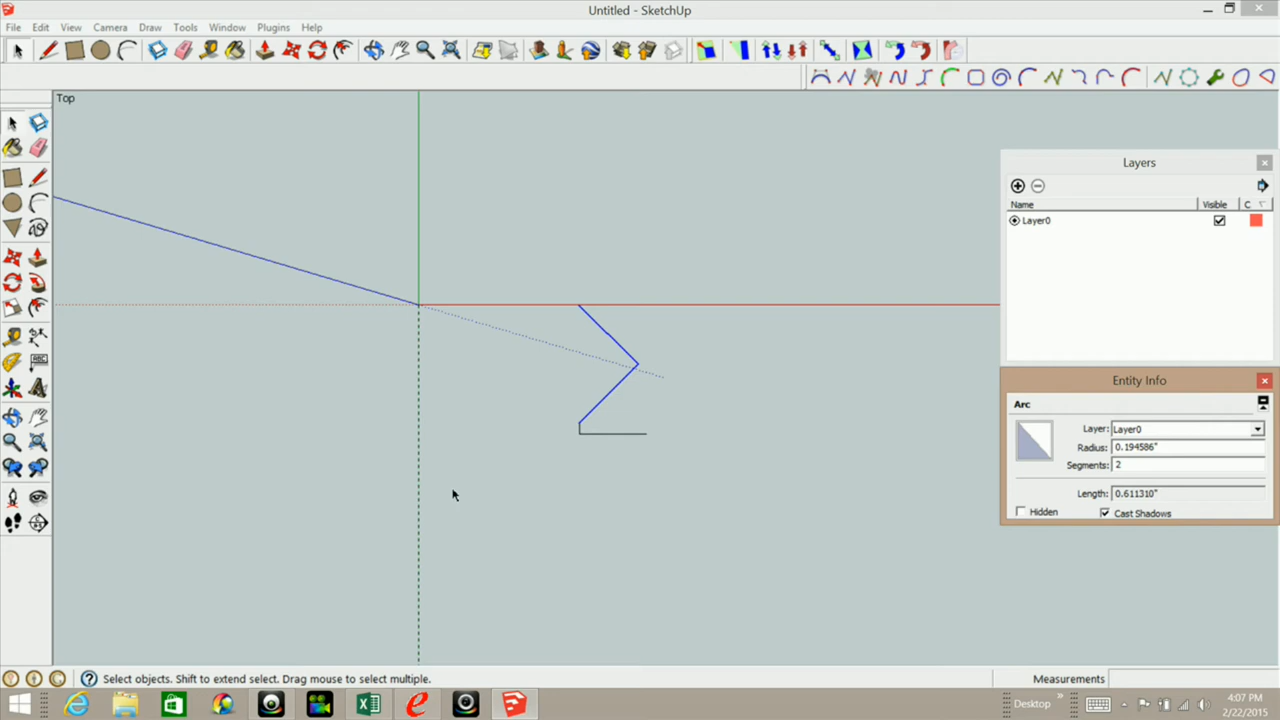 Untitled - SketchUp
File Edit View Camera Draw Tools Window Plugins Help
Top
Layers
Name Visible C
Layer0
Entity Info
Arc
Layer: Layer0
Radius: 0.194586"
Segments: 2
Length: 0.611310"
Hidden Cast Shadows
Select objects. Shift to extend select. Drag mouse to select multiple. Measurements
Desktop
4:07 PM
2/22/2015